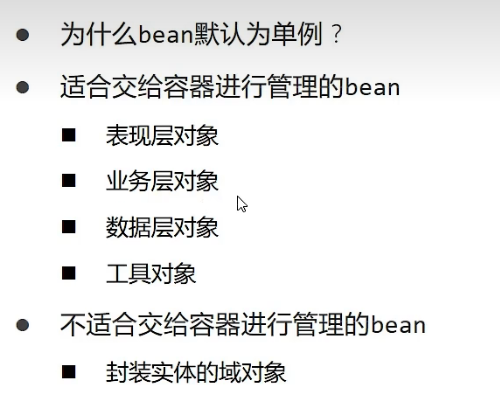 为什么bean默认为单例？
适合交给容器进行管理的bean
表现层对象
业务层对象
数据层对象
工具对象
不适合交给容器进行管理的bean
封装实体的域对象